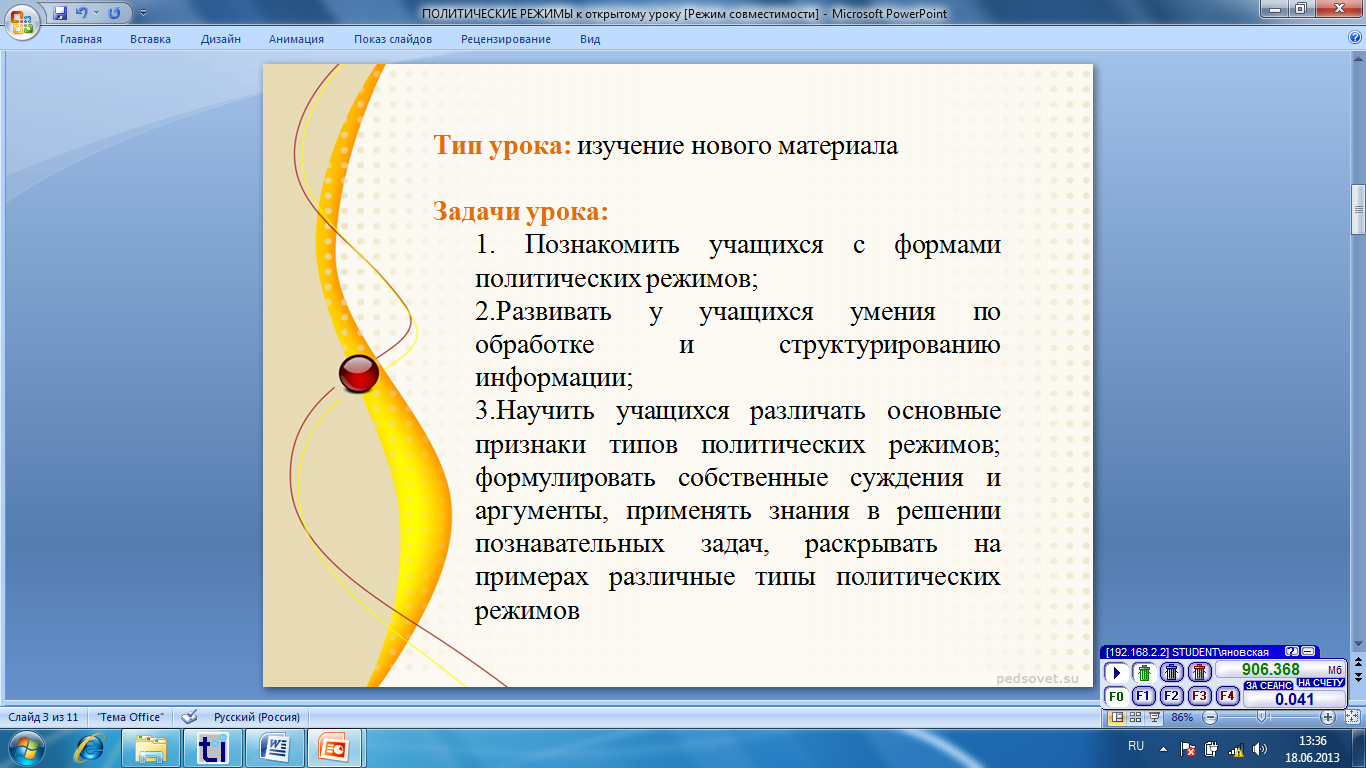 ПОЛИТИЧЕСКИЕ РЕЖИМЫ к открытому уроку [Режим совместимости] - Microsoft PowerPoint
Главная Вставка Дизайн Анимация Показ слайдов Рецензирование Вид
Тип урока: изучение нового материала
Задачи урока:
1. Познакомить учащихся с формами
политических режимов;
2.Развивать у учащихся умения по
обработке и структурированию
информации;
3.Научить учащихся различать основные
признаки типов политических режимов;
формулировать собственные суждения и
аргументы, применять знания в решении
познавательных задач, раскрывать на
примерах различные типы политических
режимов
pedsovet.su
[192.168.2.2] STUDENT\яновская
906.368 Мб
ЗА СЕАНС НА СЧЕТУ
F0 F1 F2 F3 F4 0.041
Слайд 3 из 11 "Тема Office" Русский (Россия) 86%
RU 13:36
18.06.2013